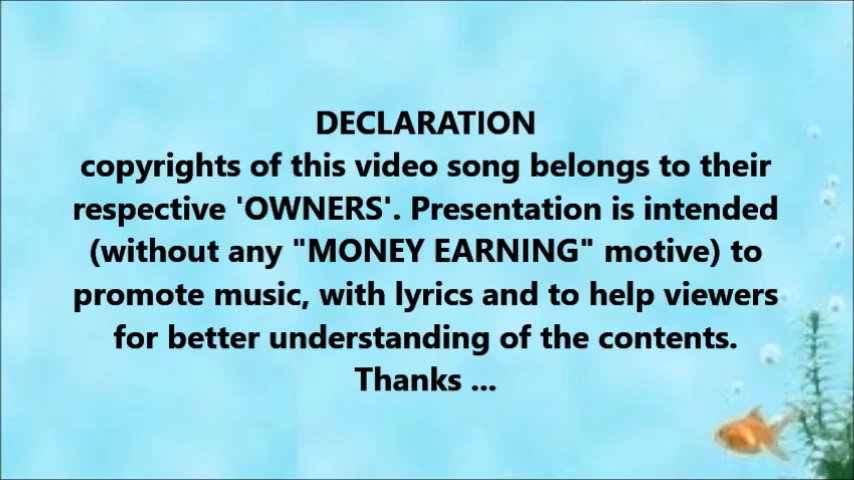 DECLARATION
copyrights of this video song belongs to their
respective 'OWNERS'. Presentation is intended
(without any "MONEY EARNING" motive) to
promote music, with lyrics and to help viewers
for better understanding of the contents.
Thanks ...